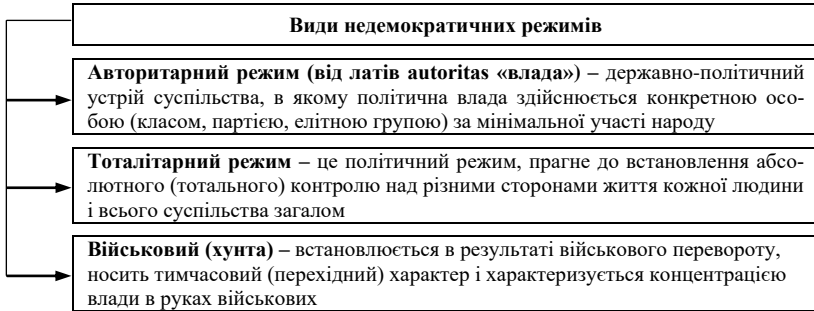 Види недемократичних режимів
Авторитарний режим (від латів autoritas «влада») – державно-політичний
устрій суспільства, в якому політична влада здійснюється конкретною осо-
бою (класом, партією, елітною групою) за мінімальної участі народу
Тоталітарний режим – це політичний режим, прагне до встановлення абсо-
лютного (тотального) контролю над різними сторонами життя кожної людини
і всього суспільства загалом
Військовий (хунта) – встановлюється в результаті військового перевороту,
носить тимчасовий (перехідний) характер і характеризується концентрацією
влади в руках військових